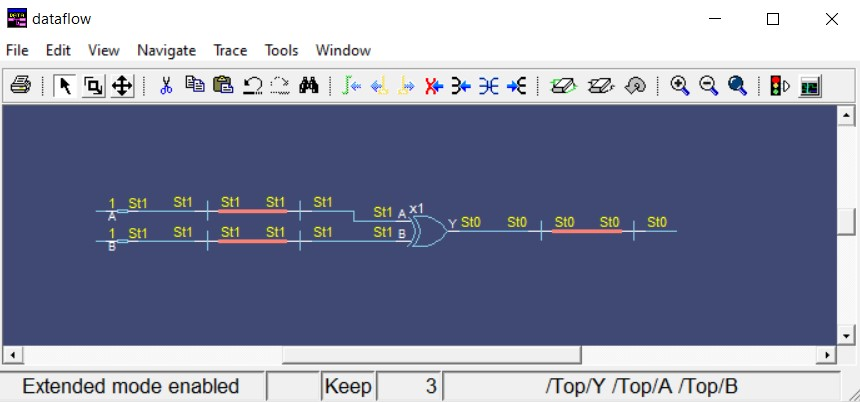 DATA
dataflow
File Edit View Navigate Trace Tools Window
1 St1 St1 St1 St1 St1
A
St1 A x1
Y St0 St0 St0 St0 St0
1 St1 St1 St1 St1 St1 St1 B
B
Extended mode enabled Keep 3 /Top/Y /Top/A /Top/B